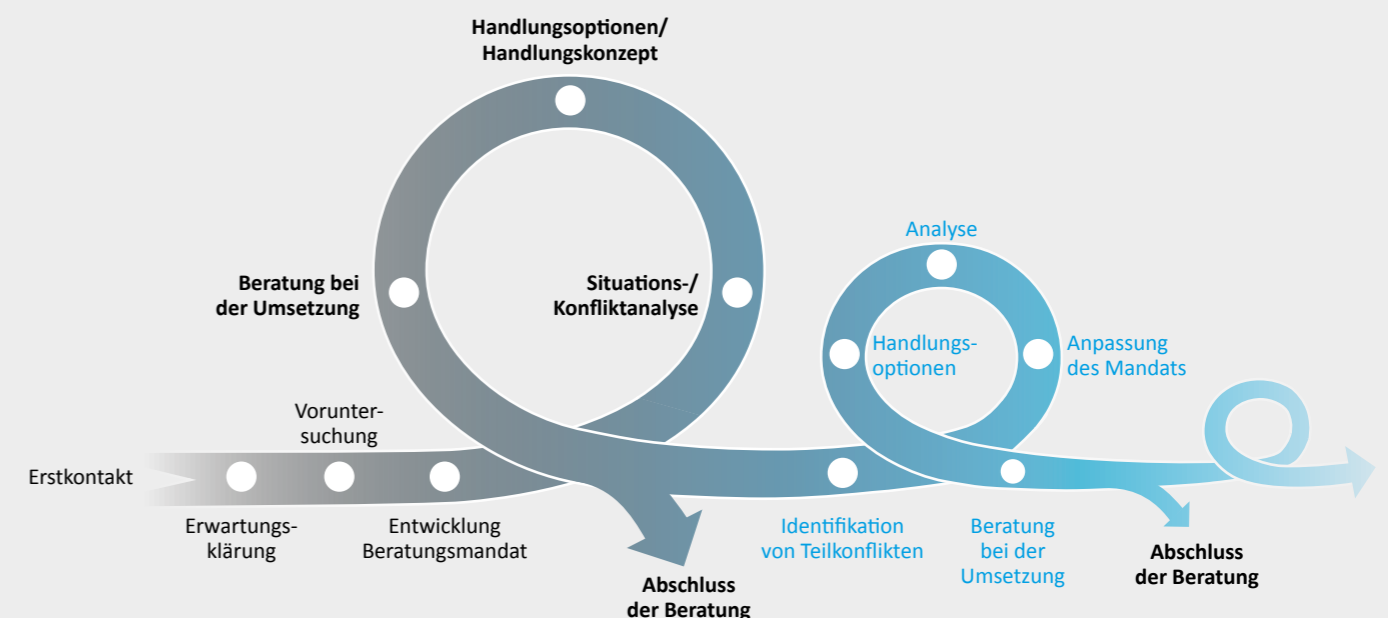 Handlungsoptionen/
Handlungskonzept
Beratung bei
der Umsetzung
Situations-/
Konfliktanalyse
Analyse
Handlungs-
optionen
Anpassung
des Mandats
Vorunter-
suchung
Erstkontakt
Erwartungs-
klärung
Entwicklung
Beratungsmandat
Abschluss
der Beratung
Identifikation
von Teilkonflikten
Beratung
bei der
Umsetzung
Abschluss
der Beratung